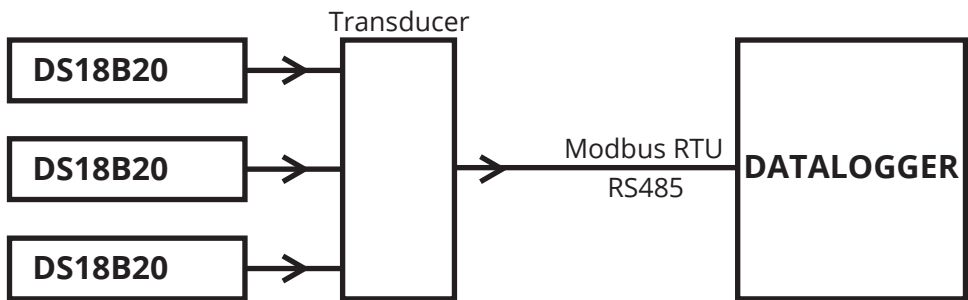 Transducer
DS18B20
DS18B20
DS18B20
Modbus RTU
RS485
DATALOGGER